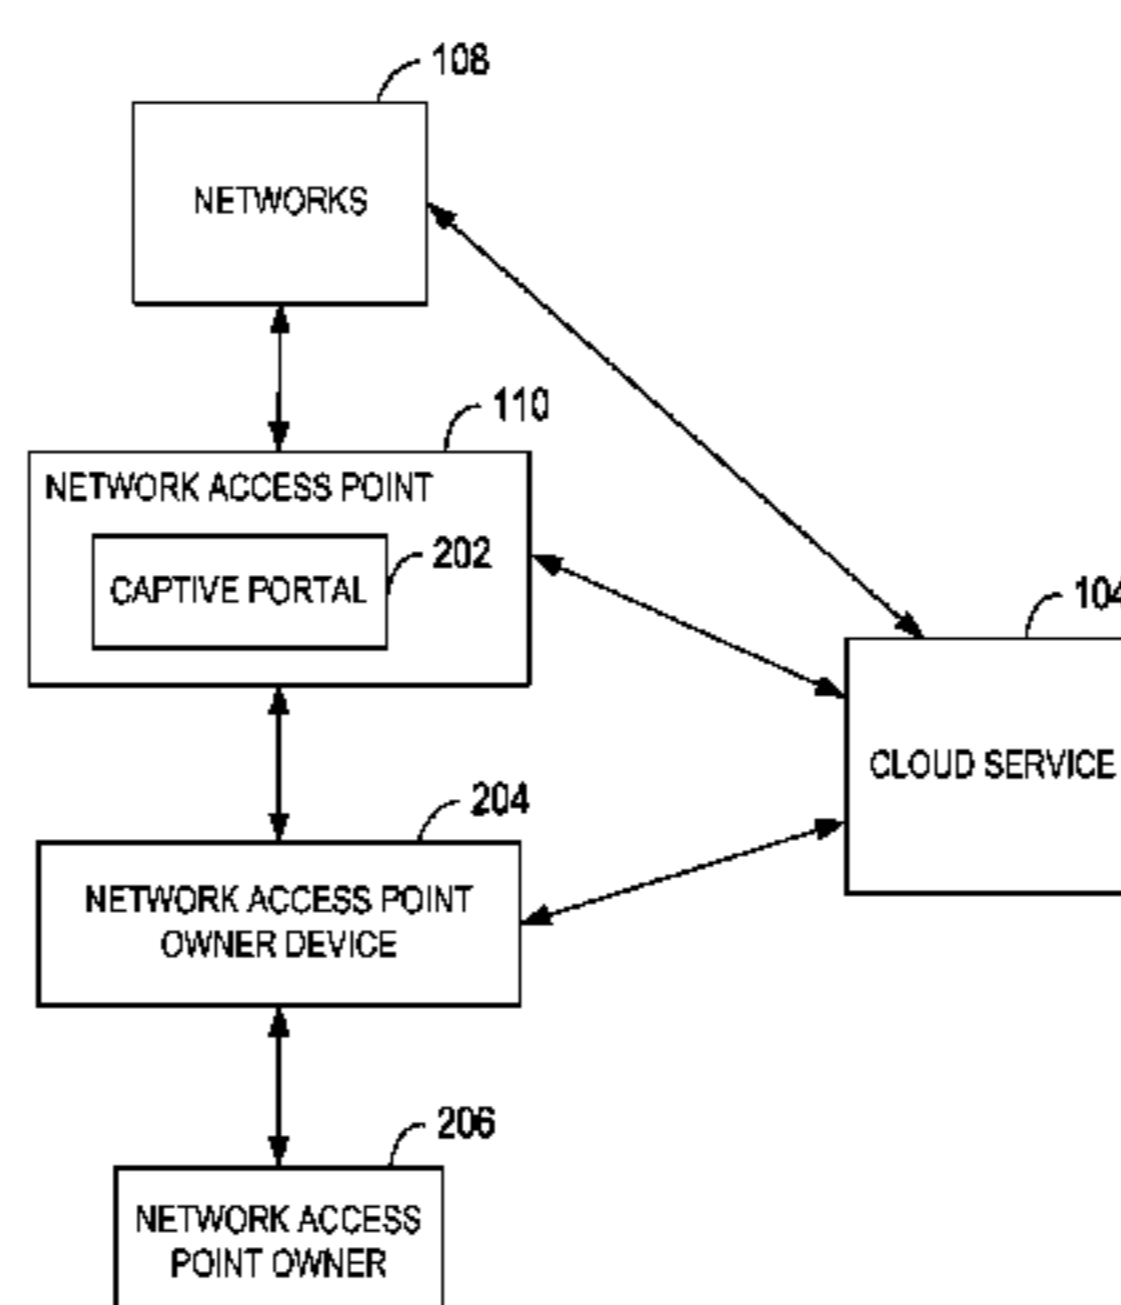 108
NETWORKS
110
NETWORK ACCESS POINT
202
CAPTIVE PORTAL
104
CLOUD SERVICE
204
NETWORK ACCESS POINT
OWNER DEVICE
206
NETWORK ACCESS
POINT OWNER